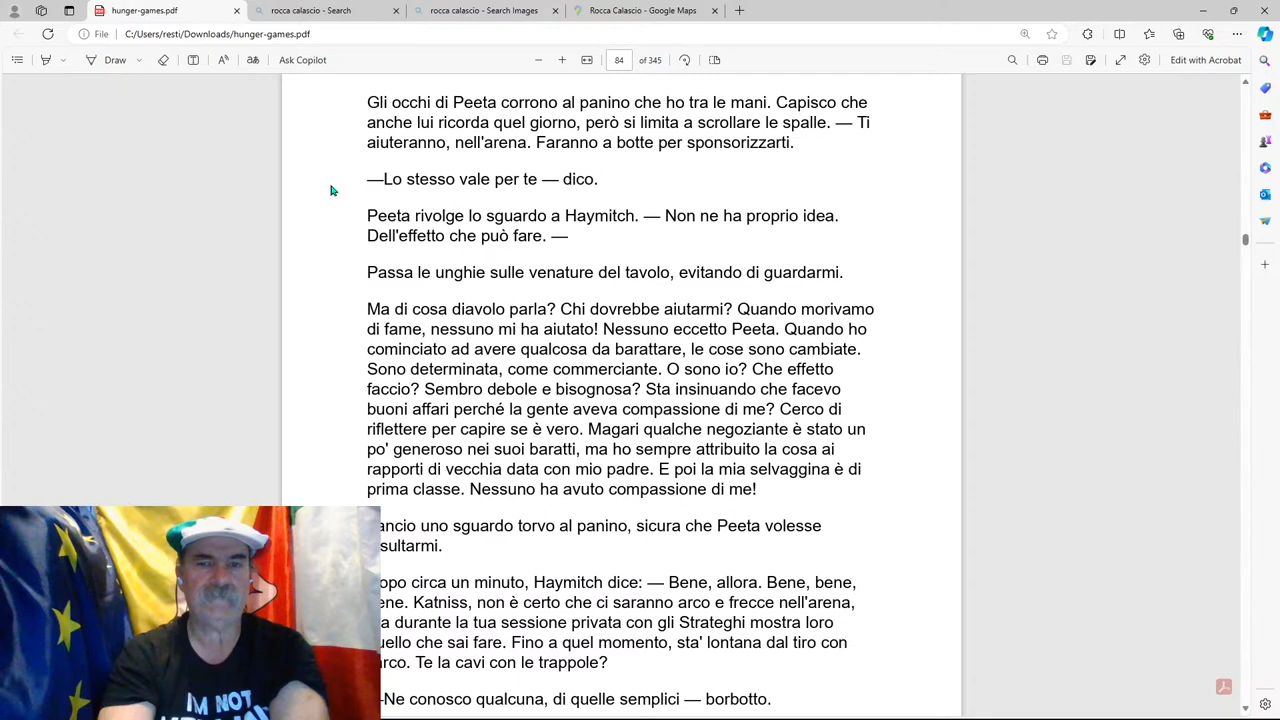 hunger-games.pdf
rocca calascio - Search
rocca calascio - Search Images
Rocca Calascio - Google Maps
File
C:/Users/resti/Downloads/hunger-games.pdf
Draw
Ask Copilot
84 of 345
Edit with Acrobat
Gli occhi di Peeta corrono al panino che ho tra le mani. Capisco che
anche lui ricorda quel giorno, però si limita a scrollare le spalle. — Ti
aiuteranno, nell'arena. Faranno a botte per sponsorizzarti.
—Lo stesso vale per te — dico.
Peeta rivolge lo sguardo a Haymitch. — Non ne ha proprio idea.
Dell'effetto che può fare. —
Passa le unghie sulle venature del tavolo, evitando di guardarmi.
Ma di cosa diavolo parla? Chi dovrebbe aiutarmi? Quando morivamo
di fame, nessuno mi ha aiutato! Nessuno eccetto Peeta. Quando ho
cominciato ad avere qualcosa da barattare, le cose sono cambiate.
Sono determinata, come commerciante. O sono io? Che effetto
faccio? Sembro debole e bisognosa? Sta insinuando che facevo
buoni affari perché la gente aveva compassione di me? Cerco di
riflettere per capire se è vero. Magari qualche negoziante è stato un
po' generoso nei suoi baratti, ma ho sempre attribuito la cosa ai
rapporti di vecchia data con mio padre. E poi la mia selvaggina è di
prima classe. Nessuno ha avuto compassione di me!
ancio uno sguardo torvo al panino, sicura che Peeta volesse
sultarmi.
opo circa un minuto, Haymitch dice: — Bene, allora. Bene, bene,
ene. Katniss, non è certo che ci saranno arco e frecce nell'arena,
a durante la tua sessione privata con gli Strateghi mostra loro
uello che sai fare. Fino a quel momento, sta' lontana dal tiro con
arco. Te la cavi con le trappole?
-Ne conosco qualcuna, di quelle semplici — borbotto.
I'M NOT